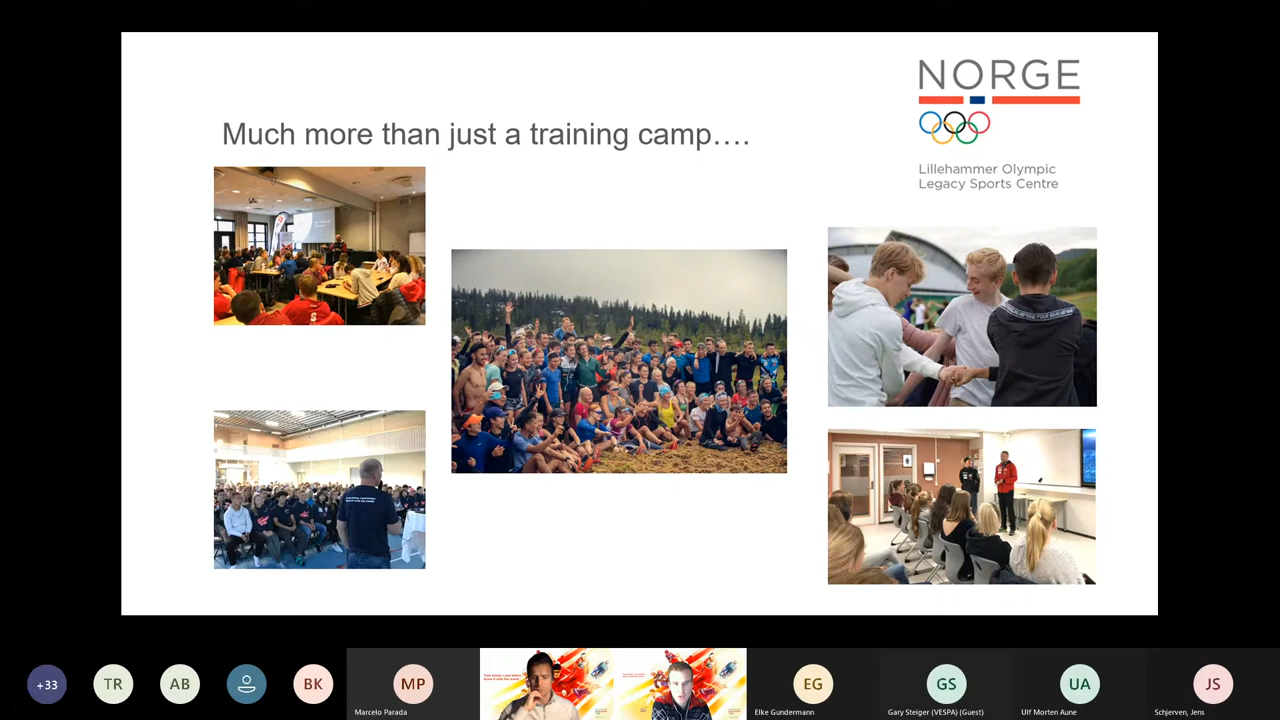 NORGE
Lillehammer Olympic
Legacy Sports Centre
Much more than just a training camp….
S
+33
TR
AB
BK
MP
EG
GS
UA
JS
Marcelo Parada
Elke Gundermann
Gary Steiger (VESPA) (Guest)
Ulf Morten Aune
Schjerven, Jens